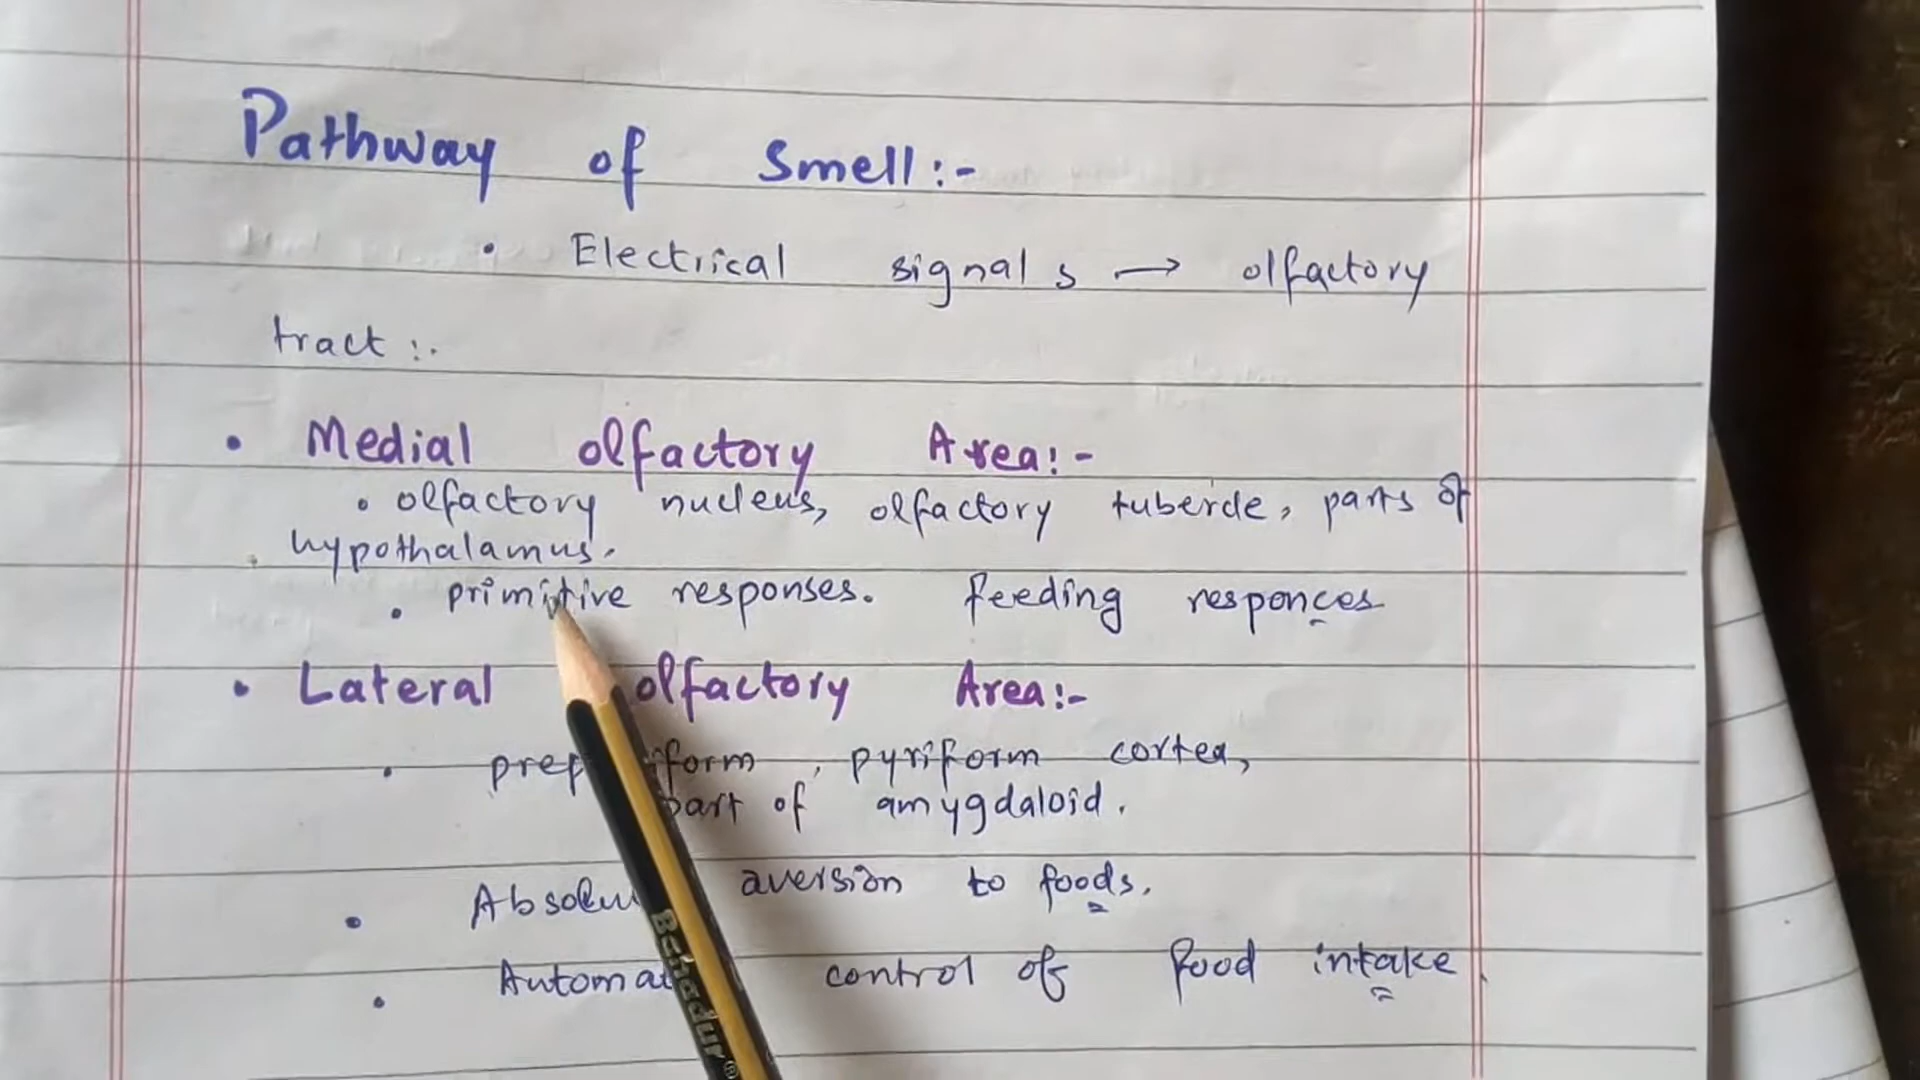 Pathway of Smell:-
• Electrical signals → olfactory
tract :.
• Medial olfactory Area:-
• olfactory nucleus, olfactory tubercle, parts of
hypothalamus.
• primitive responses. feeding responces
• Lateral olfactory Area:-
• form, pyriform cortex,
part of amygdaloid.
• aversion to foods.
• control of food intake.
Bahadur®